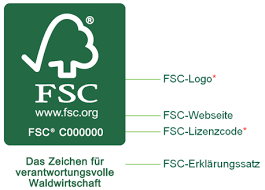 FSC
www.fsc.org
FSC® C000000
Das Zeichen für
verantwortungsvolle
Waldwirtschaft
FSC-Logo*
FSC-Webseite
FSC-Lizenzcode*
FSC-Erklärungssatz